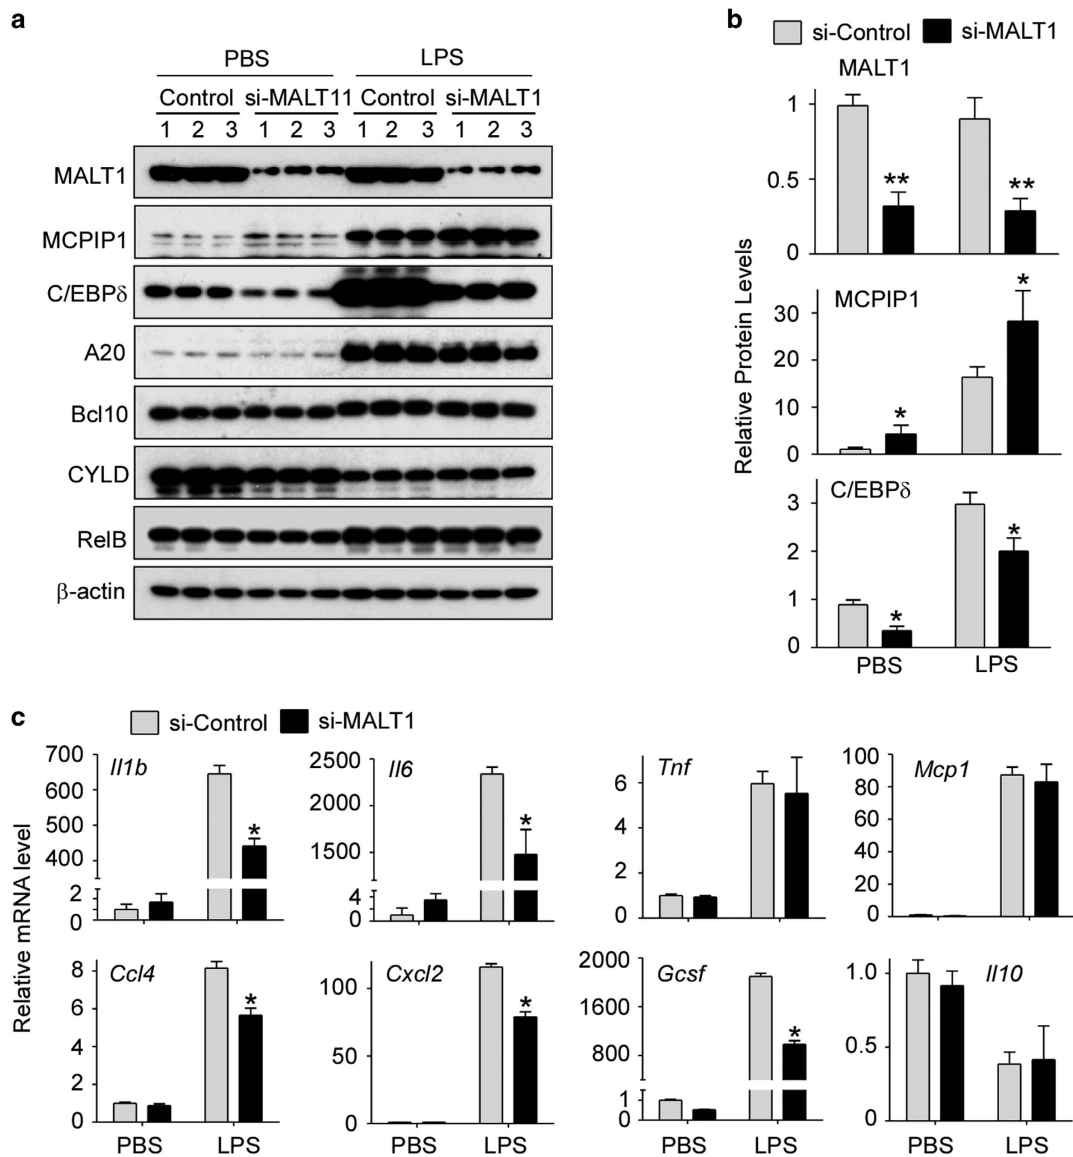 a
PBS LPS
Control si-MALT11 Control si-MALT1
1 2 3 1 2 3 1 2 3 1 2 3
MALT1
MCPIP1
C/EBPδ
A20
Bcl10
CYLD
RelB
β-actin
b
si-Control si-MALT1
Relative Protein Levels
MALT1
1
0.5
0
** **
MCPIP1
30
20
10
0
* *
C/EBPδ
3
2
1
0
* *
PBS LPS
c
si-Control si-MALT1
Relative mRNA level
Il1b
700
600
500
400
2
0
*
Il6
2500
2000
1500
4
0
*
Tnf
6
4
2
0
Mcp1
100
80
60
40
20
0
Ccl4
8
6
4
2
0
*
PBS LPS
Cxcl2
100
50
0
*
PBS LPS
Gcsf
2000
1600
800
1
0
*
PBS LPS
Il10
1.0
0.5
0
PBS LPS